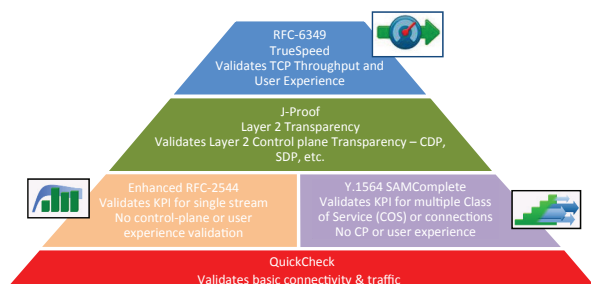 RFC-6349
TrueSpeed
Validates TCP Throughput and
User Experience
J-Proof
Layer 2 Transparency
Validates Layer 2 Control plane Transparency – CDP,
SDP, etc.
Enhanced RFC-2544
Validates KPI for single stream
No control-plane or user
experience validation
Y.1564 SAMComplete
Validates KPI for multiple Class
of Service (COS) or connections
No CP or user experience
QuickCheck
Validates basic connectivity & traffic